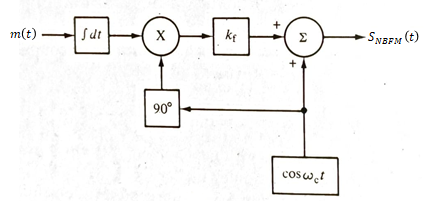 m(t)
∫dt
X
k_f
+
Σ
S_NBFM (t)
+
90°
cos ω_c t